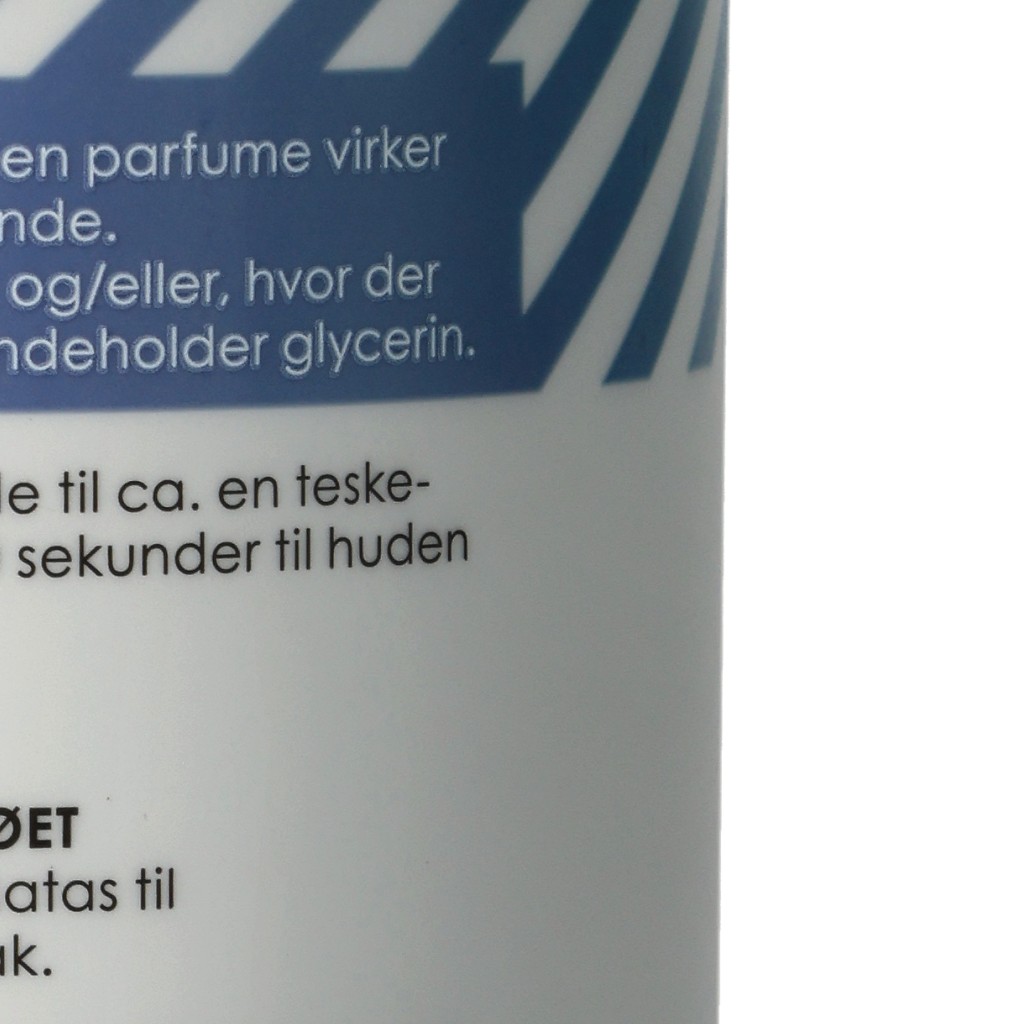 en parfume virker
nde.
og/eller, hvor der
ndeholder glycerin.
le til ca. en teske-
sekunder til huden
ØET
atas til
k.